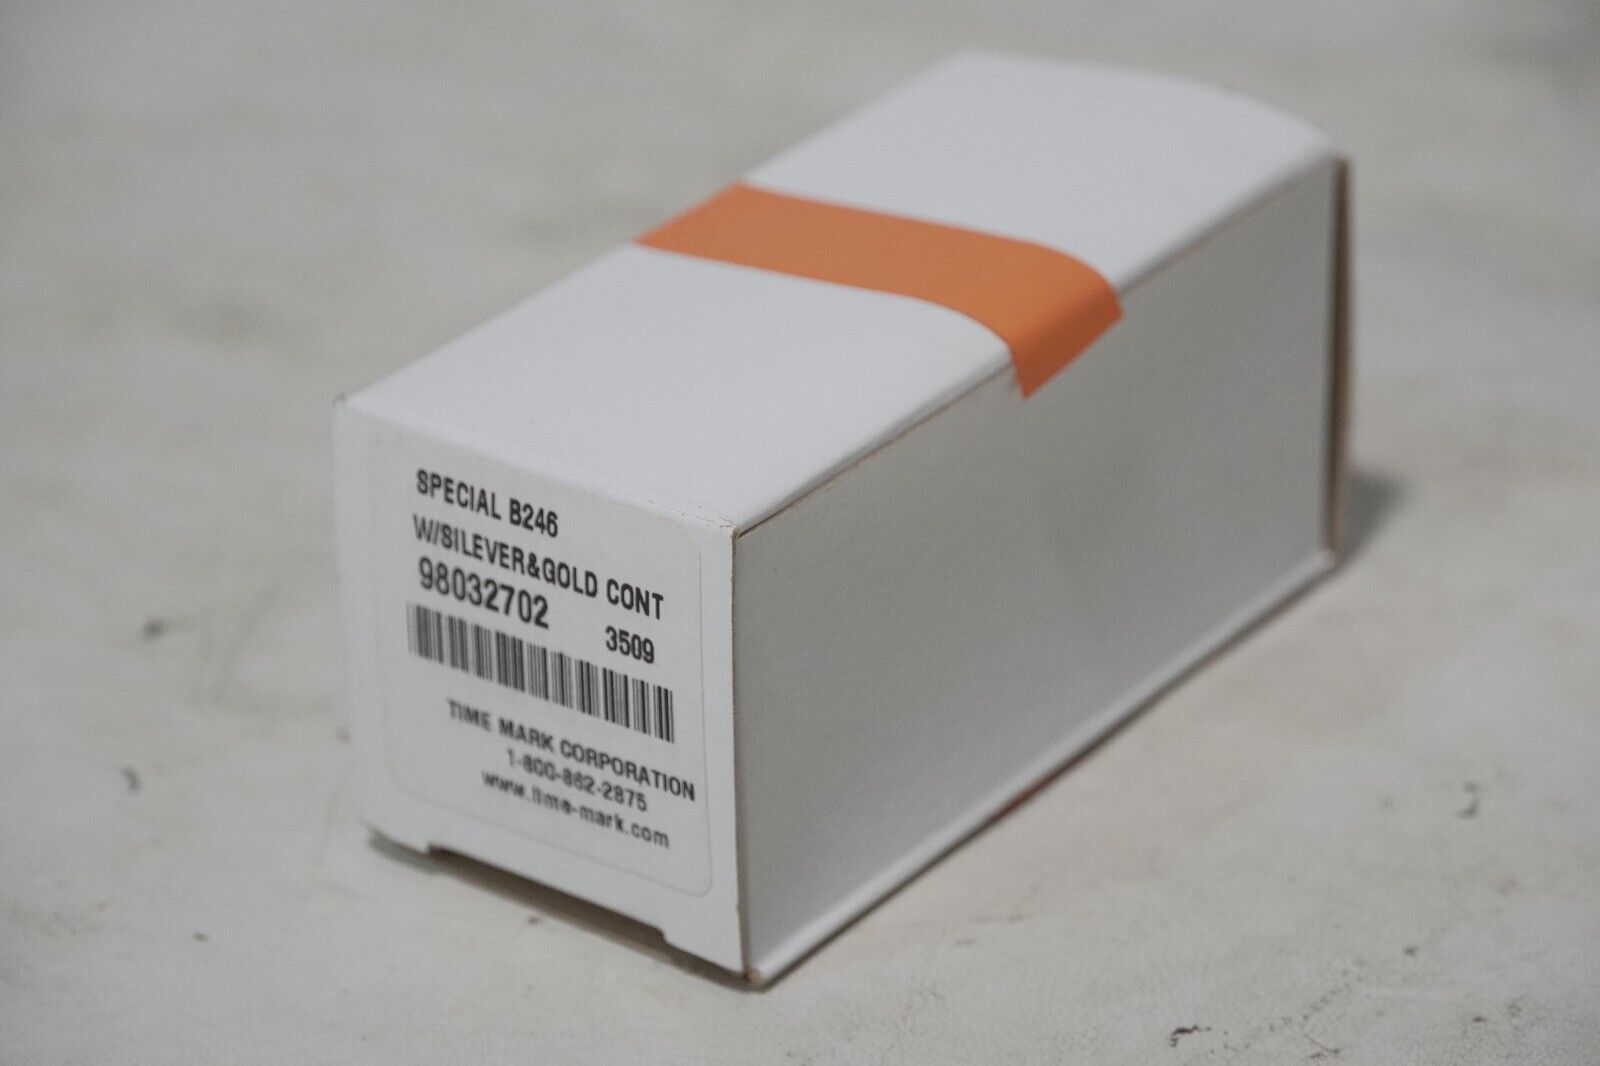 SPECIAL B246
W/SILEVER&GOLD CONT
98032702
3509
TIME MARK CORPORATION
1-800-862-2875
www.time-mark.com